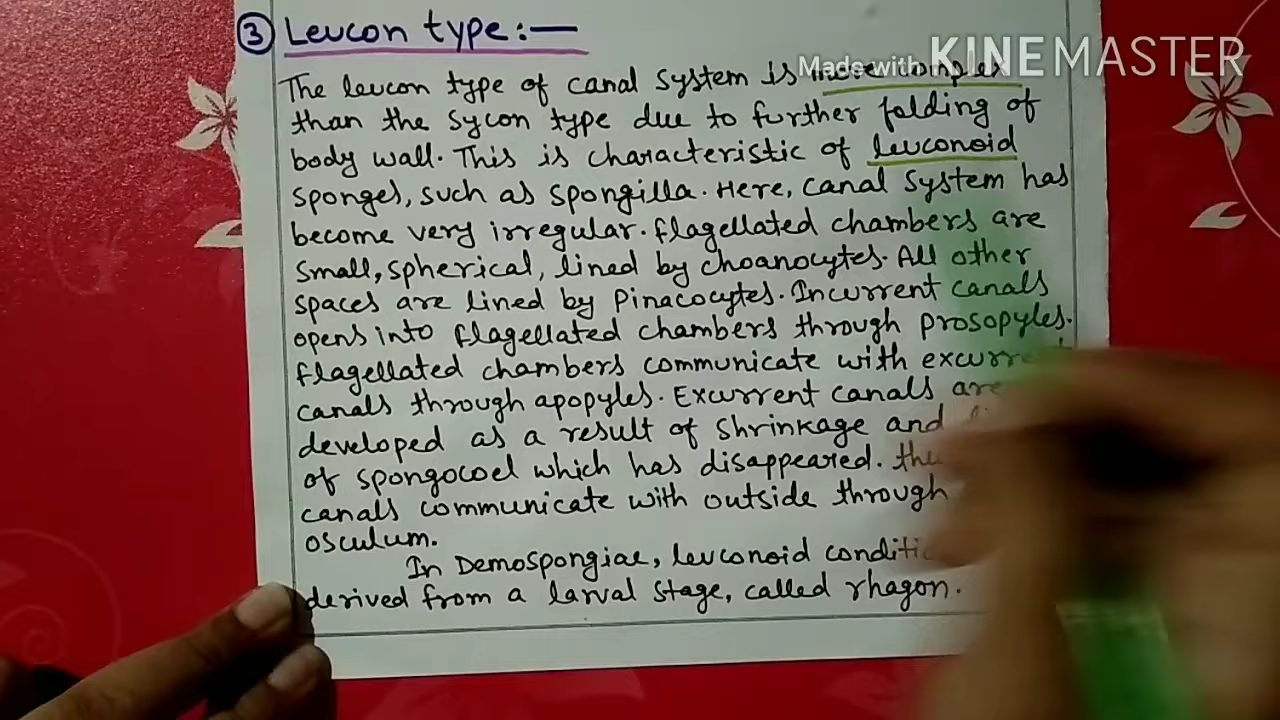 Made with KINEMASTER
③ Leucon type:—
The leucon type of canal system is more complex
than the sycon type due to further folding of
body wall. This is characteristic of leuconoid
sponges, such as spongilla. Here, canal system has
become very irregular. flagellated chambers are
small, spherical, lined by choanocytes. All other
spaces are lined by Pinacocytes. Incurrent canals
opens into flagellated chambers through prosopyles.
flagellated chambers communicate with
canals through apopyles. Excurrent canals are
developed as a result of shrinkage and
of spongocoel which has disappeared.
canals communicate with outside through
osculum.
In Demospongiae, leuconoid
derived from a larval stage, called rhagon.